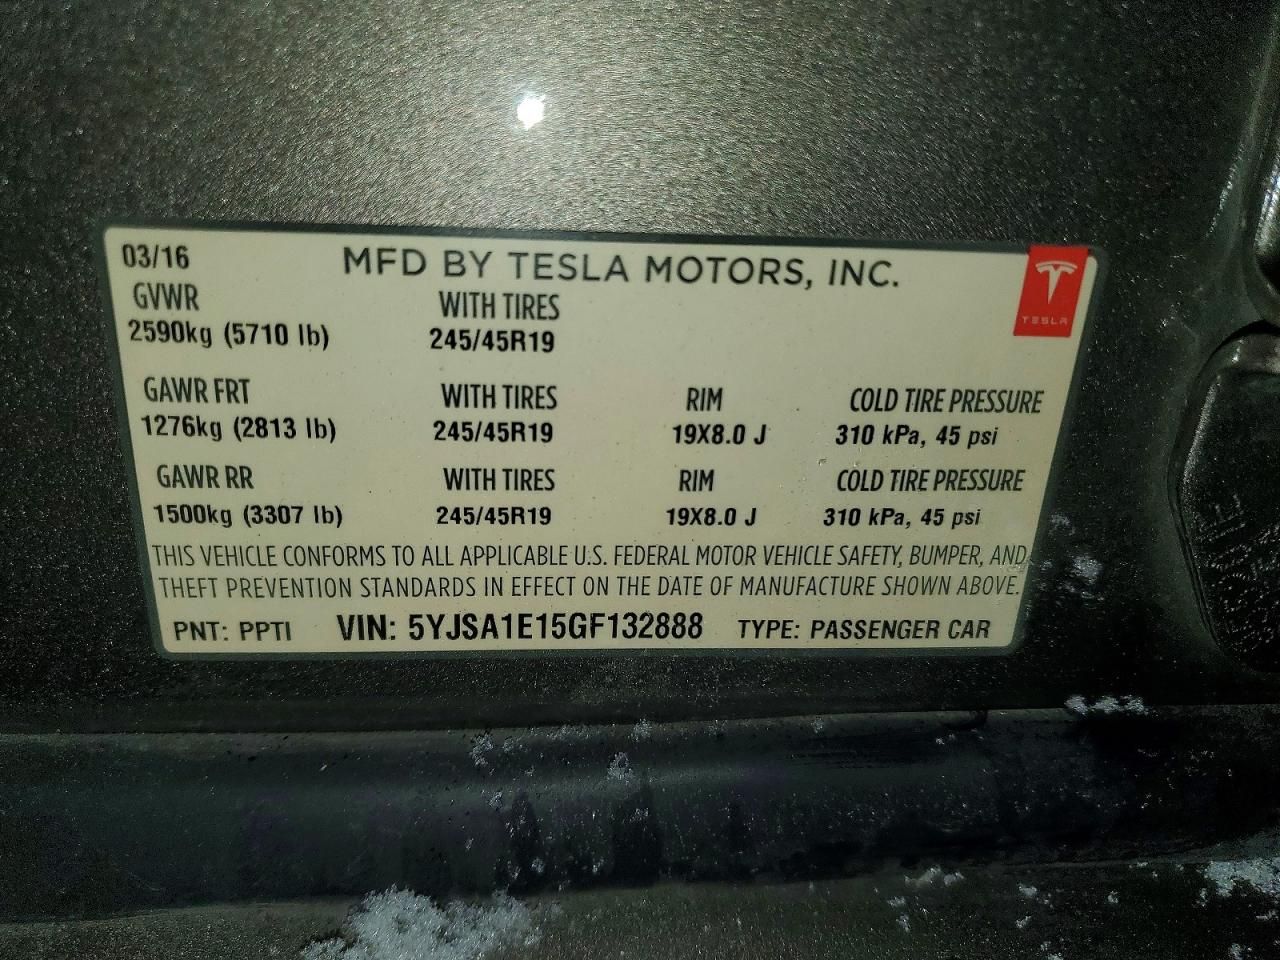 03/16 MFD BY TESLA MOTORS, INC.
TESLA
GVWR WITH TIRES
2590kg (5710 lb) 245/45R19
GAWR FRT WITH TIRES RIM COLD TIRE PRESSURE
1276kg (2813 lb) 245/45R19 19X8.0 J 310 kPa, 45 psi
GAWR RR WITH TIRES RIM COLD TIRE PRESSURE
1500kg (3307 lb) 245/45R19 19X8.0 J 310 kPa, 45 psi
THIS VEHICLE CONFORMS TO ALL APPLICABLE U.S. FEDERAL MOTOR VEHICLE SAFETY, BUMPER, AND
THEFT PREVENTION STANDARDS IN EFFECT ON THE DATE OF MANUFACTURE SHOWN ABOVE.
PNT: PPTI VIN: 5YJSA1E15GF132888 TYPE: PASSENGER CAR